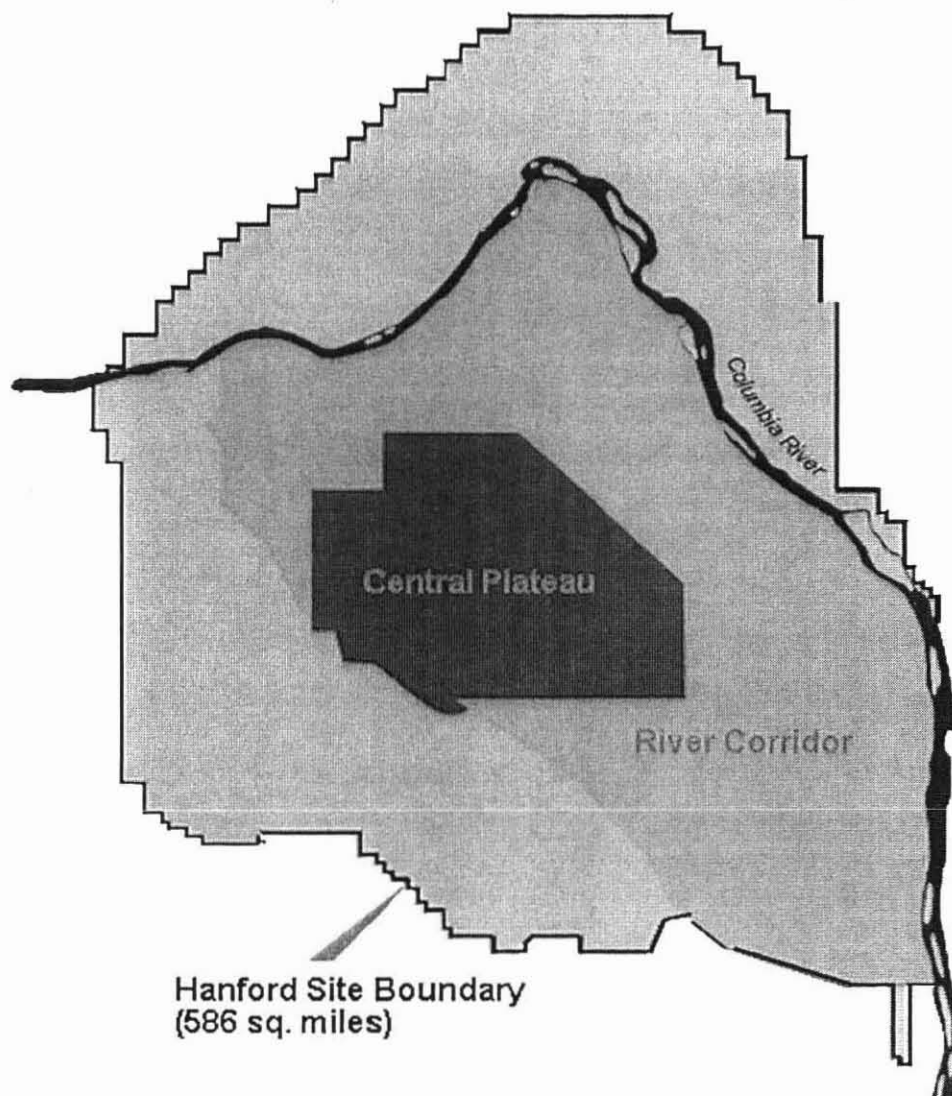 Columbia River
Central Plateau
River Corridor
Hanford Site Boundary
(586 sq. miles)